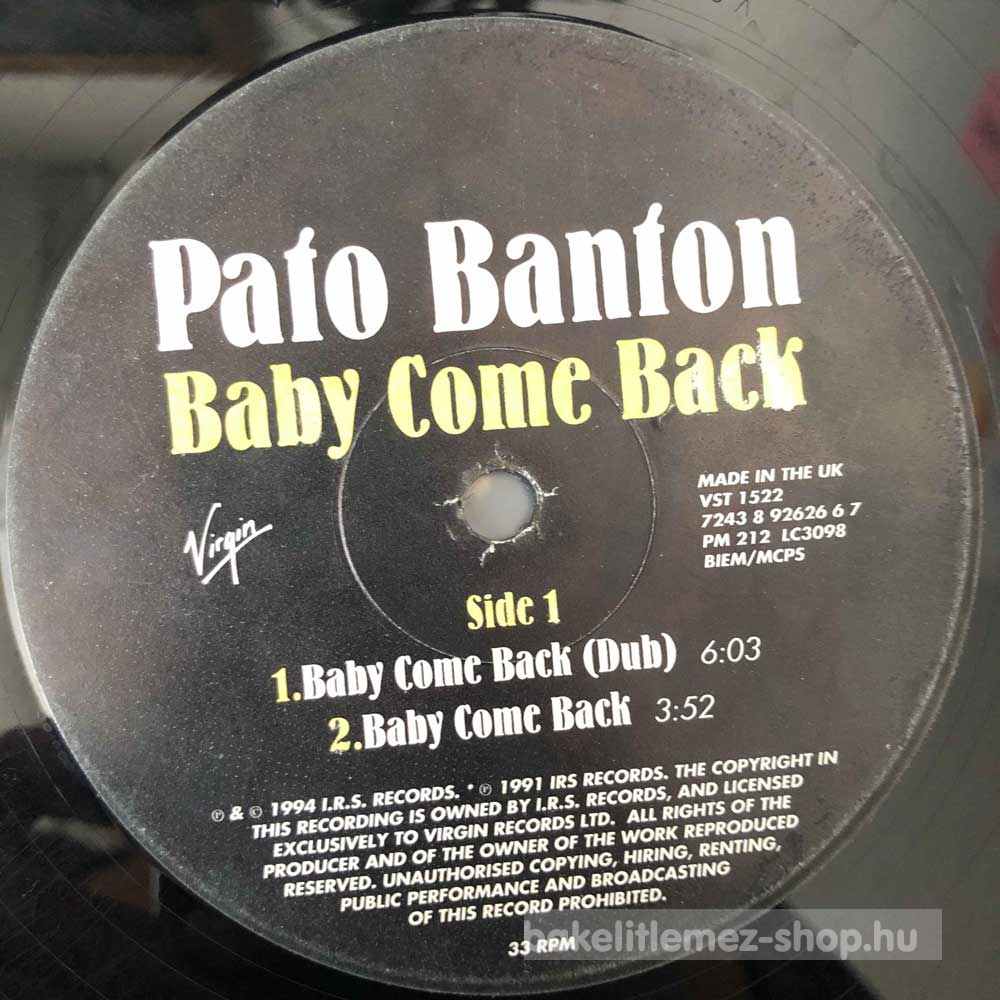 Pato Banton
Baby Come Back
Virgin
MADE IN THE UK
VST 1522
7243 8 92626 6 7
PM 212 LC3098
BIEM/MCPS
Side 1
1.Baby Come Back (Dub) 6:03
2.Baby Come Back 3:52
℗ & © 1994 I.R.S. RECORDS. * ℗ 1991 IRS RECORDS. THE COPYRIGHT IN
THIS RECORDING IS OWNED BY I.R.S. RECORDS, AND LICENSED
EXCLUSIVELY TO VIRGIN RECORDS LTD. ALL RIGHTS OF THE
PRODUCER AND OF THE OWNER OF THE WORK REPRODUCED
RESERVED. UNAUTHORISED COPYING, HIRING, RENTING,
PUBLIC PERFORMANCE AND BROADCASTING
OF THIS RECORD PROHIBITED.
33 RPM
bakelitlemez-shop.hu